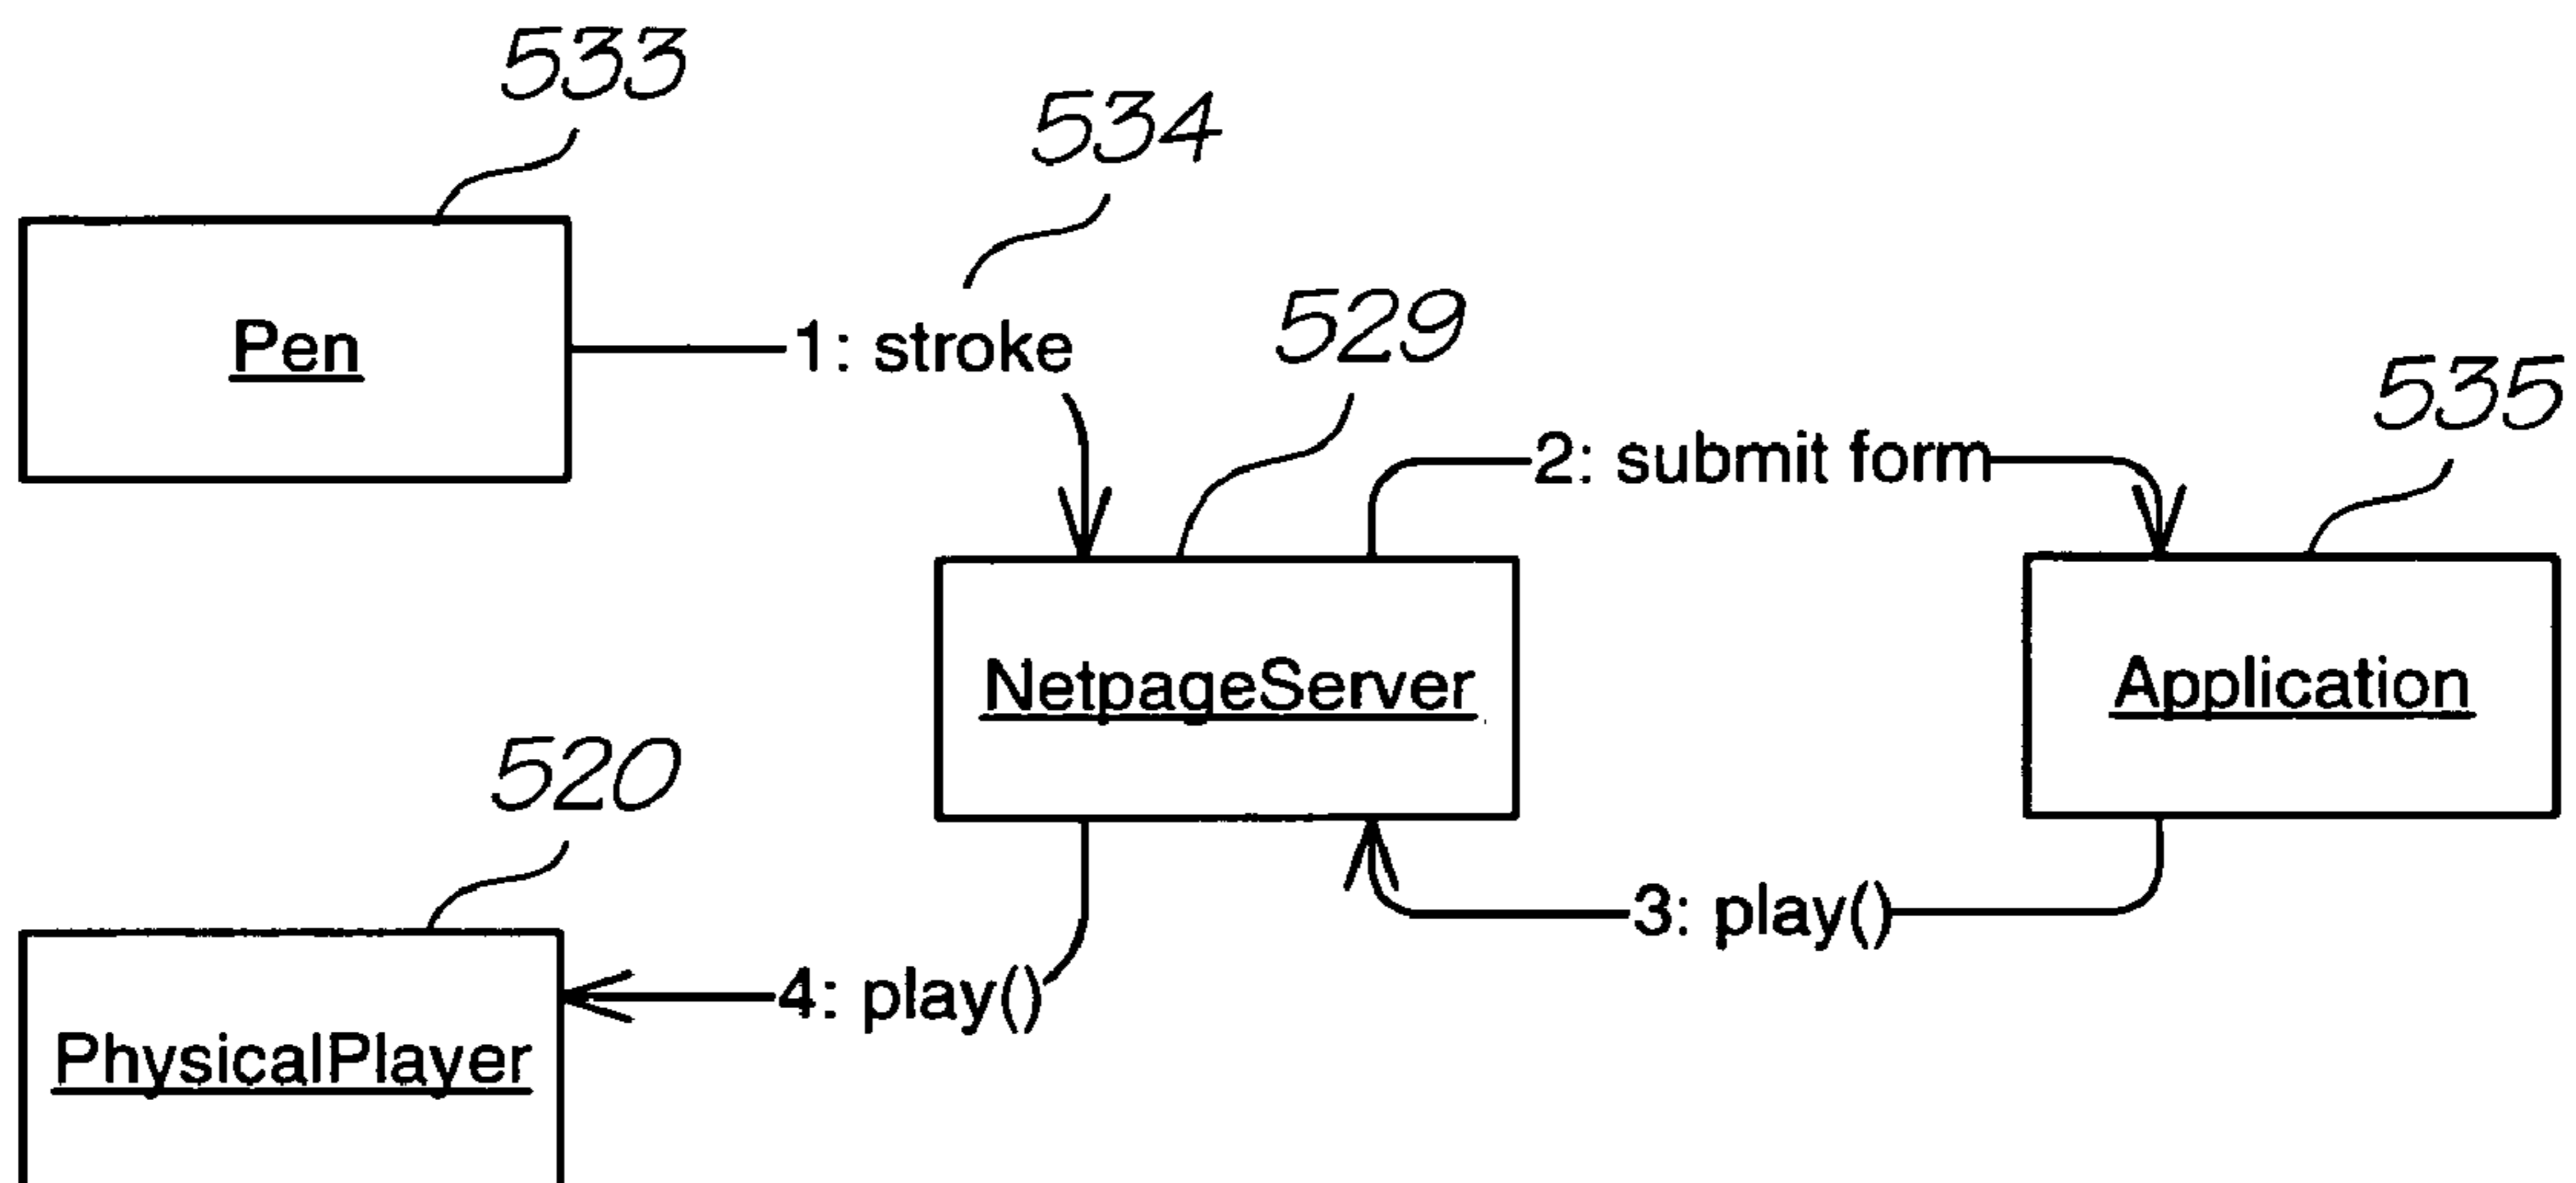 533
534
Pen
1: stroke
529
535
2: submit form
NetpageServer
Application
520
3: play()
4: play()
PhysicalPlayer